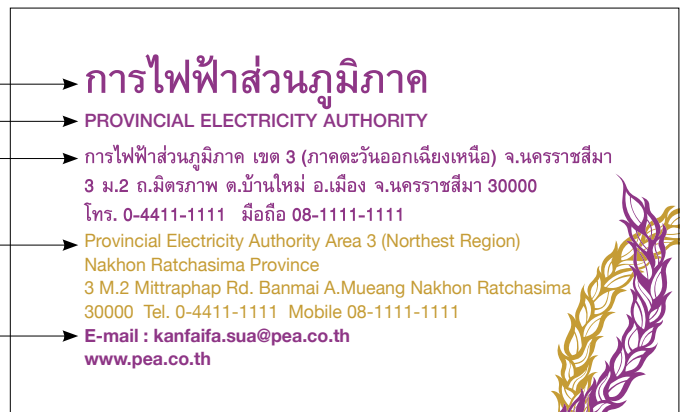 การไฟฟ้าส่วนภูมิภาค
PROVINCIAL ELECTRICITY AUTHORITY
การไฟฟ้าส่วนภูมิภาค เขต 3 (ภาคตะวันออกเฉียงเหนือ) จ.นครราชสีมา
3 ม.2 ถ.มิตรภาพ ต.บ้านใหม่ อ.เมือง จ.นครราชสีมา 30000
โทร. 0-4411-1111 มือถือ 08-1111-1111
Provincial Electricity Authority Area 3 (Northest Region)
Nakhon Ratchasima Province
3 M.2 Mittraphap Rd. Banmai A.Mueang Nakhon Ratchasima
30000 Tel. 0-4411-1111 Mobile 08-1111-1111
E-mail : kanfaifa.sua@pea.co.th
www.pea.co.th